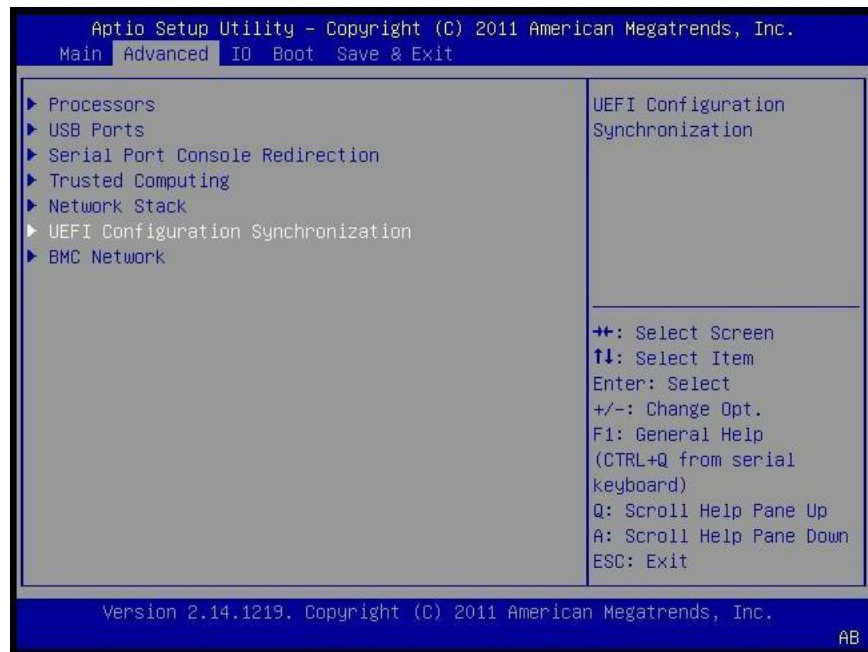 Aptio Setup Utility – Copyright (C) 2011 American Megatrends, Inc.
Main Advanced IO Boot Save & Exit
Processors
USB Ports
Serial Port Console Redirection
Trusted Computing
Network Stack
UEFI Configuration Synchronization
BMC Network
UEFI Configuration
Synchronization
→←: Select Screen
↑↓: Select Item
Enter: Select
+/-: Change Opt.
F1: General Help
(CTRL+Q from serial
keyboard)
Q: Scroll Help Pane Up
A: Scroll Help Pane Down
ESC: Exit
Version 2.14.1219. Copyright (C) 2011 American Megatrends, Inc.
AB